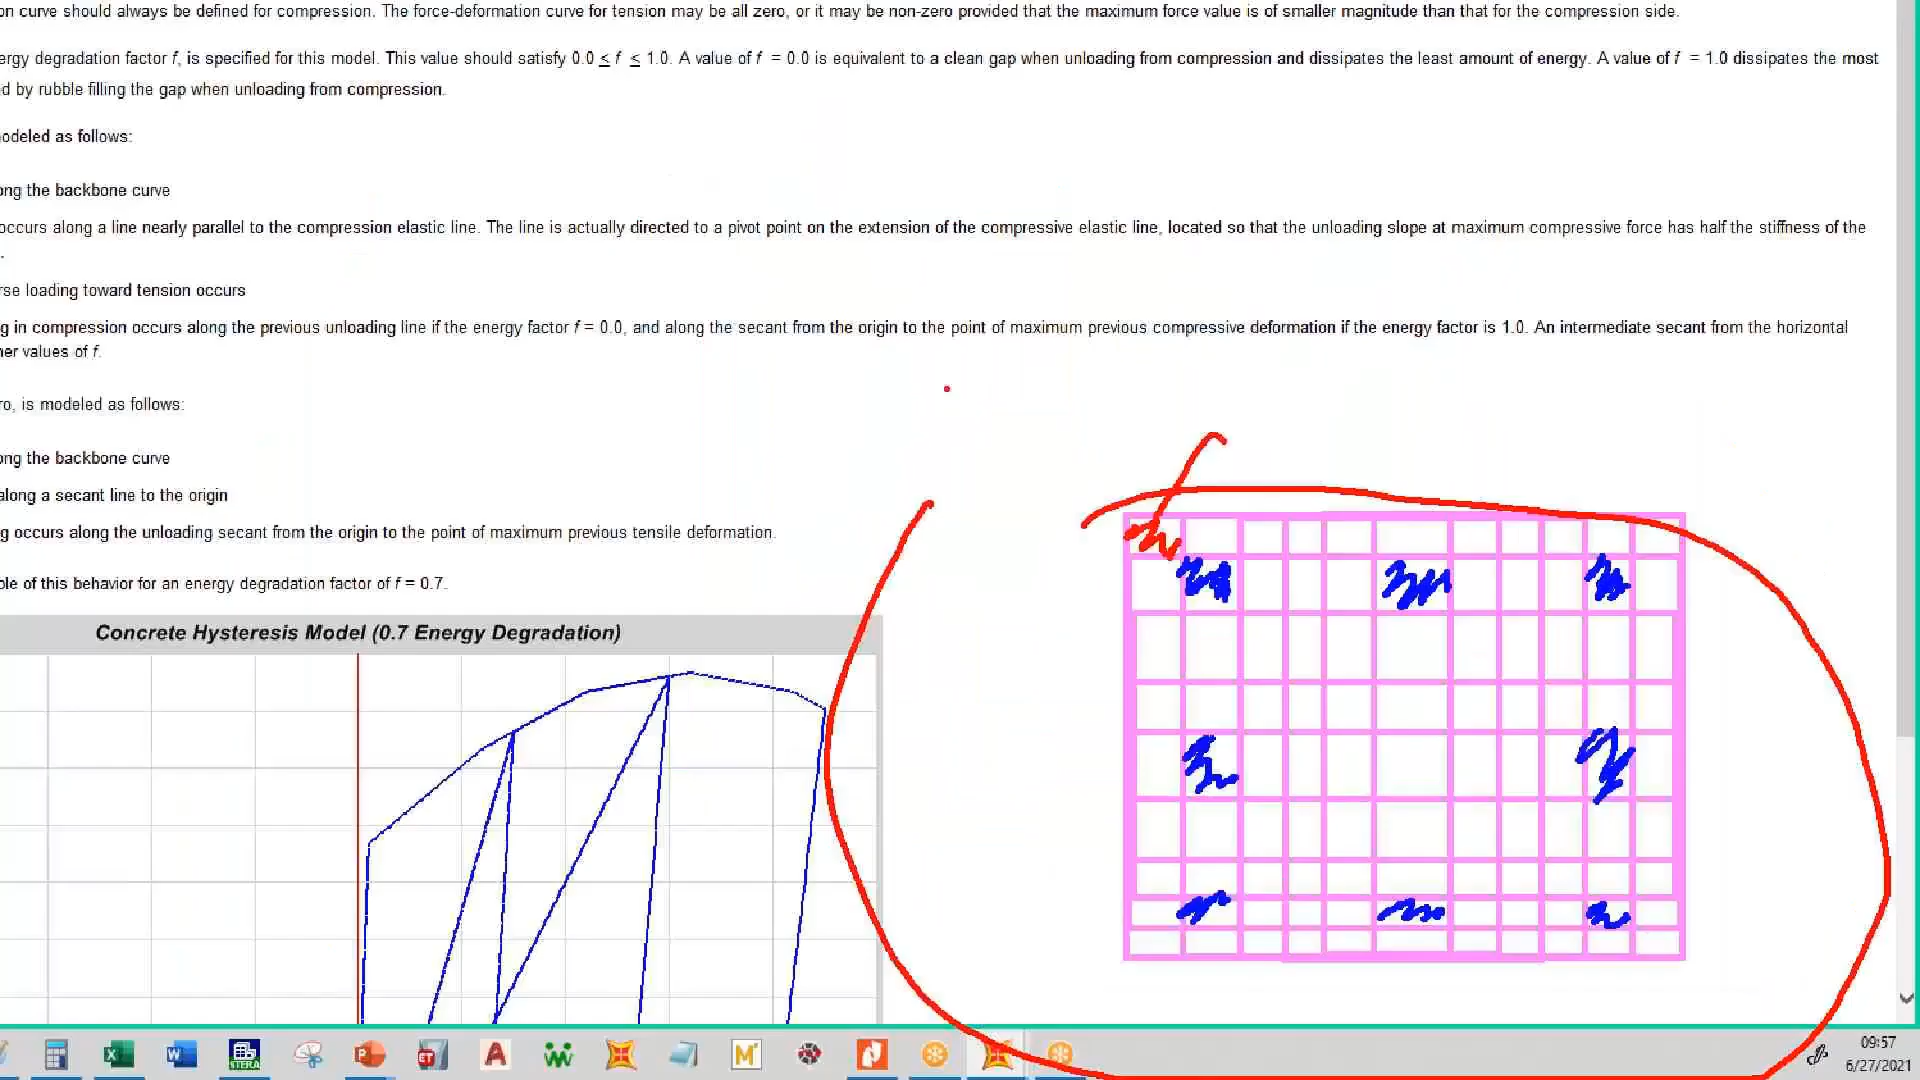 on curve should always be defined for compression. The force-deformation curve for tension may be all zero, or it may be non-zero provided that the maximum force value is of smaller magnitude than that for the compression side.
ergy degradation factor f, is specified for this model. This value should satisfy 0.0 ≤ f ≤ 1.0. A value of f = 0.0 is equivalent to a clean gap when unloading from compression and dissipates the least amount of energy. A value of f = 1.0 dissipates the most
d by rubble filling the gap when unloading from compression.
odeled as follows:
ong the backbone curve
occurs along a line nearly parallel to the compression elastic line. The line is actually directed to a pivot point on the extension of the compressive elastic line, located so that the unloading slope at maximum compressive force has half the stiffness of the
.
rse loading toward tension occurs
g in compression occurs along the previous unloading line if the energy factor f = 0.0, and along the secant from the origin to the point of maximum previous compressive deformation if the energy factor is 1.0. An intermediate secant from the horizontal
er values of f.
ro, is modeled as follows:
ong the backbone curve
along a secant line to the origin
g occurs along the unloading secant from the origin to the point of maximum previous tensile deformation.
ole of this behavior for an energy degradation factor of f = 0.7.
Concrete Hysteresis Model (0.7 Energy Degradation)
09:57
6/27/2021